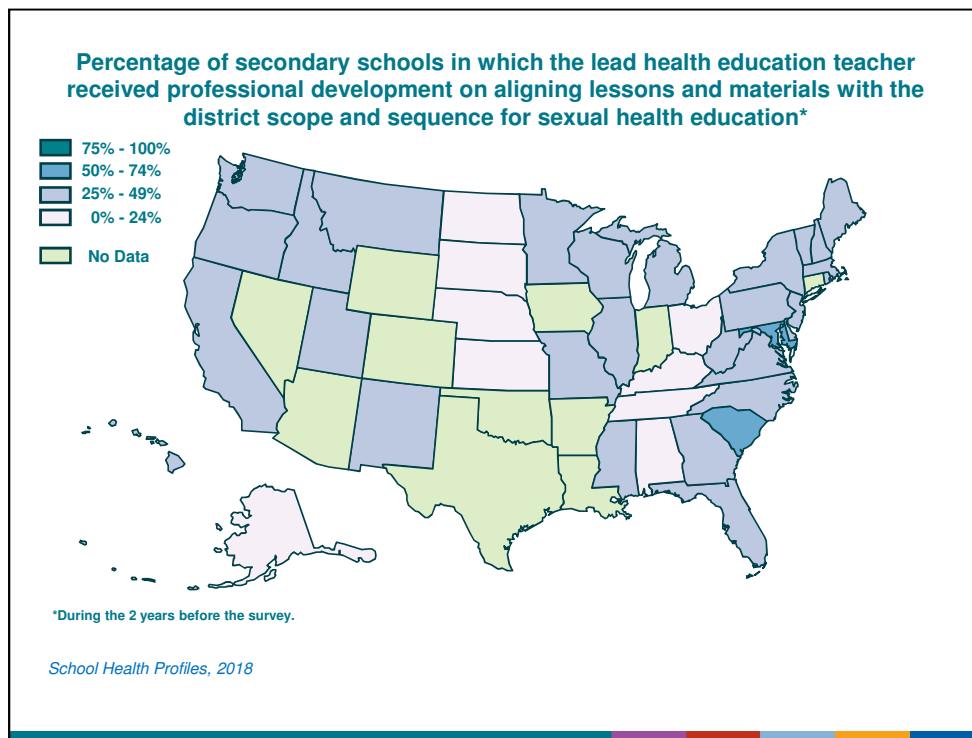 Percentage of secondary schools in which the lead health education teacher
received professional development on aligning lessons and materials with the
district scope and sequence for sexual health education*
75% - 100%
50% - 74%
25% - 49%
0% - 24%
No Data
*During the 2 years before the survey.
School Health Profiles, 2018